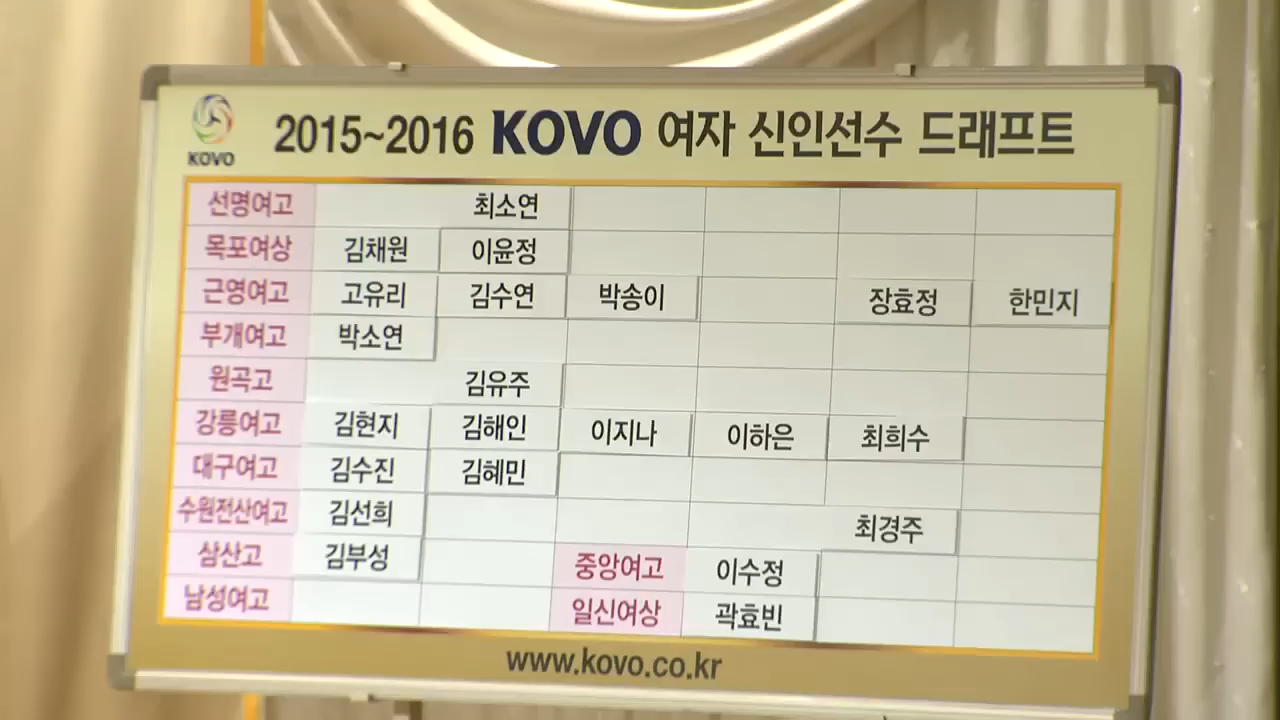 KOVO
2015~2016 KOVO 여자 신인선수 드래프트
선명여고 최소연
목포여상 김채원 이윤정
근영여고 고유리 김수연 박송이 장효정 한민지
부개여고 박소연
원곡고 김유주
강릉여고 김현지 김해인 이지나 이하은 최희수
대구여고 김수진 김혜민
수원전산여고 김선희 최경주
삼산고 김부성 중앙여고 이수정
남성여고 일신여상 곽효빈
www.kovo.co.kr